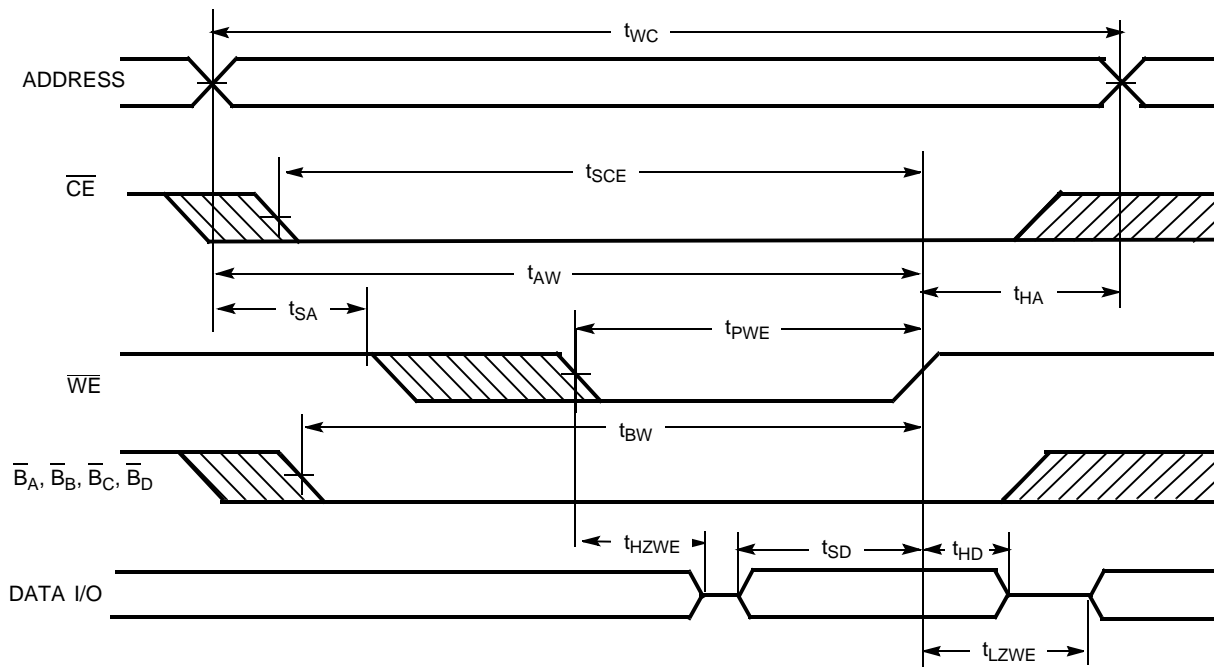 tWC
ADDRESS
tSCE
CE
tAW
tHA
tSA
tPWE
WE
tBW
BA, BB, BC, BD
tHZWE
tSD
tHD
DATA I/O
tLZWE